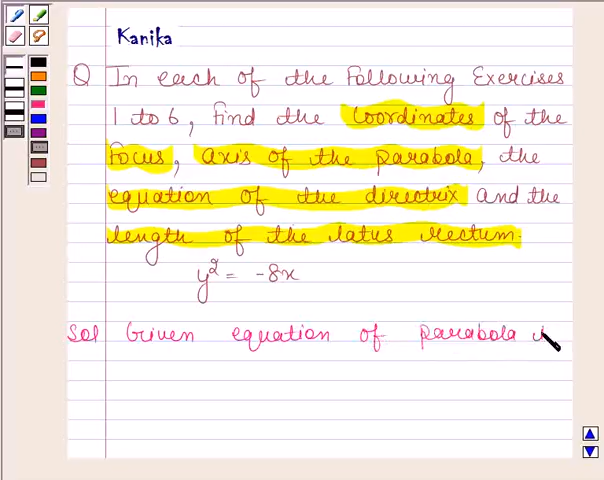 Kanika
Q In each of the Following Exercises
1 to 6, Find the coordinates of the
Focus, axis of the parabola, the
equation of the directrix and the
length of the latus rectum.
y² = -8x
Sol Given equation of parabola